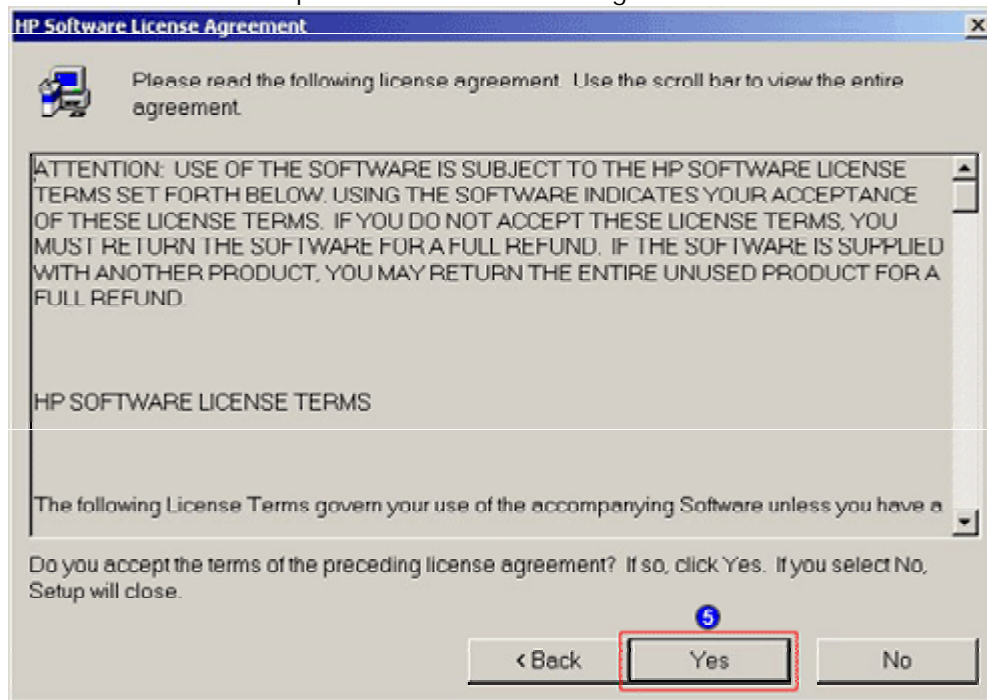 HP Software License Agreement
Please read the following license agreement. Use the scroll bar to view the entire
agreement.
ATTENTION: USE OF THE SOFTWARE IS SUBJECT TO THE HP SOFTWARE LICENSE
TERMS SET FORTH BELOW. USING THE SOFTWARE INDICATES YOUR ACCEPTANCE
OF THESE LICENSE TERMS. IF YOU DO NOT ACCEPT THESE LICENSE TERMS, YOU
MUST RETURN THE SOFTWARE FOR A FULL REFUND. IF THE SOFTWARE IS SUPPLIED
WITH ANOTHER PRODUCT, YOU MAY RETURN THE ENTIRE UNUSED PRODUCT FOR A
FULL REFUND.
HP SOFTWARE LICENSE TERMS
The following License Terms govern your use of the accompanying Software unless you have a
Do you accept the terms of the preceding license agreement? If so, click Yes. If you select No,
Setup will close.
5
< Back Yes No